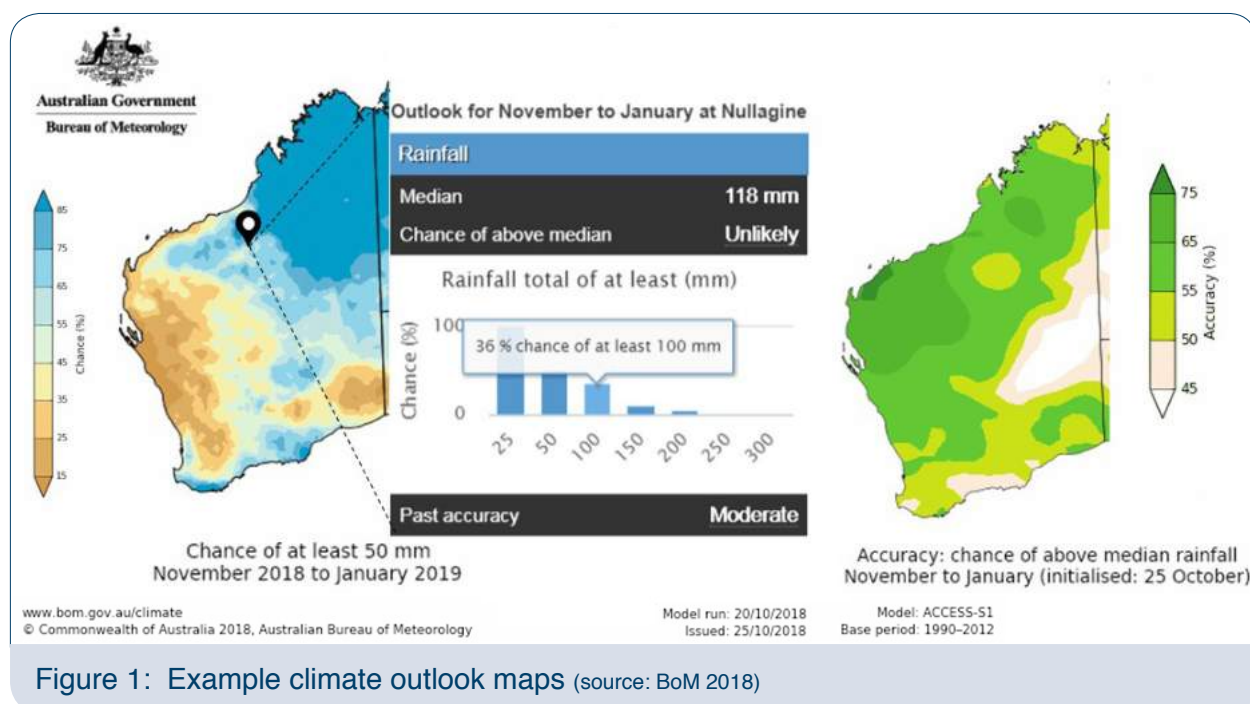 Australian Government
Bureau of Meteorology
85
75
65
55
45
35
25
15
Chance (%)
Chance of at least 50 mm
November 2018 to January 2019
Outlook for November to January at Nullagine
Rainfall
Median 118 mm
Chance of above median Unlikely
Rainfall total of at least (mm)
Chance (%)
100
0
36 % chance of at least 100 mm
25 50 100 150 200 250 300
Past accuracy Moderate
75
65
55
50
45
Accuracy (%)
Accuracy: chance of above median rainfall
November to January (initialised: 25 October)
www.bom.gov.au/climate
© Commonwealth of Australia 2018, Australian Bureau of Meteorology
Model run: 20/10/2018
Issued: 25/10/2018
Model: ACCESS-S1
Base period: 1990–2012
Figure 1: Example climate outlook maps (source: BoM 2018)